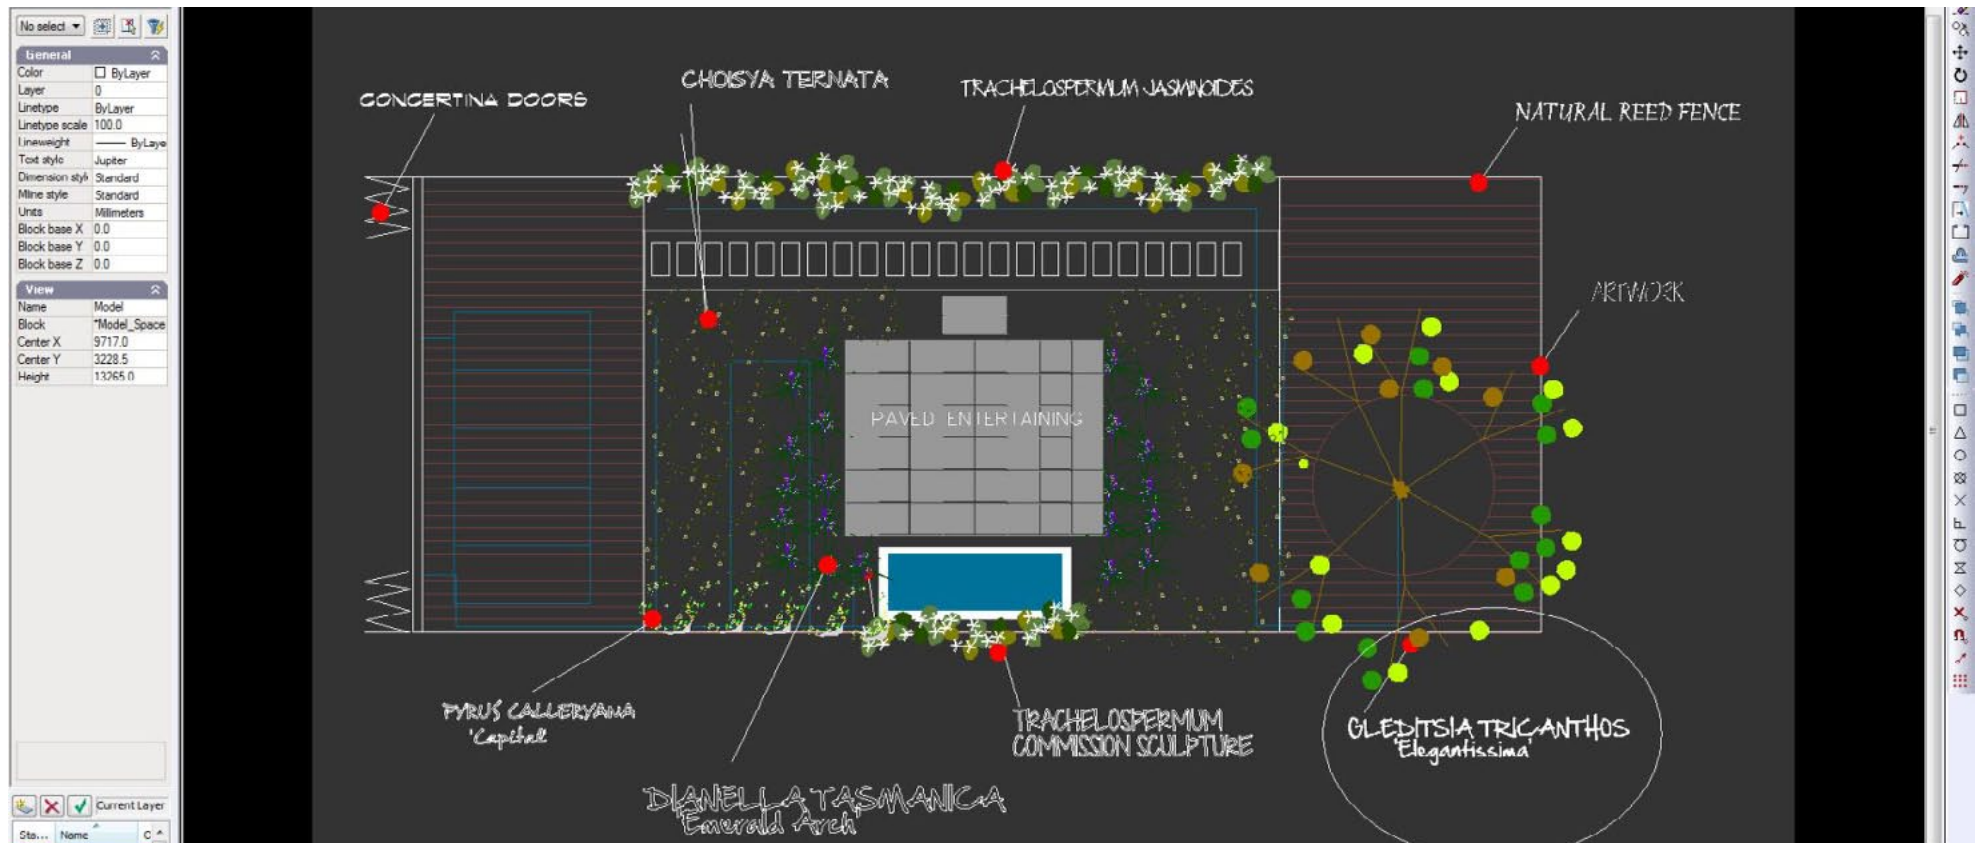 No select
General
Color ByLayer
Layer 0
Linetype ByLayer
Linetype scale 100.0
Lineweight ByLaye
Text style Jupiter
Dimension styl Standard
Mline style Standard
Units Millimeters
Block base X 0.0
Block base Y 0.0
Block base Z 0.0
View
Name Model
Block *Model_Space
Center X 9717.0
Center Y 3228.5
Height 13265.0
Current Layer
Sta... Name C
CONCERTINA DOORS
CHOISYA TERNATA
TRACHELOSPERMUM JASMINOIDES
NATURAL REED FENCE
ARTWORK
PAVED ENTERTAINING
PYRUS CALLERYANA
'Capital'
TRACHELOSPERMUM
COMMISSION SCULPTURE
GLEDITSIA TRICANTHOS
'Elegantissima'
DIANELLA TASMANICA
'Emerald Arch'